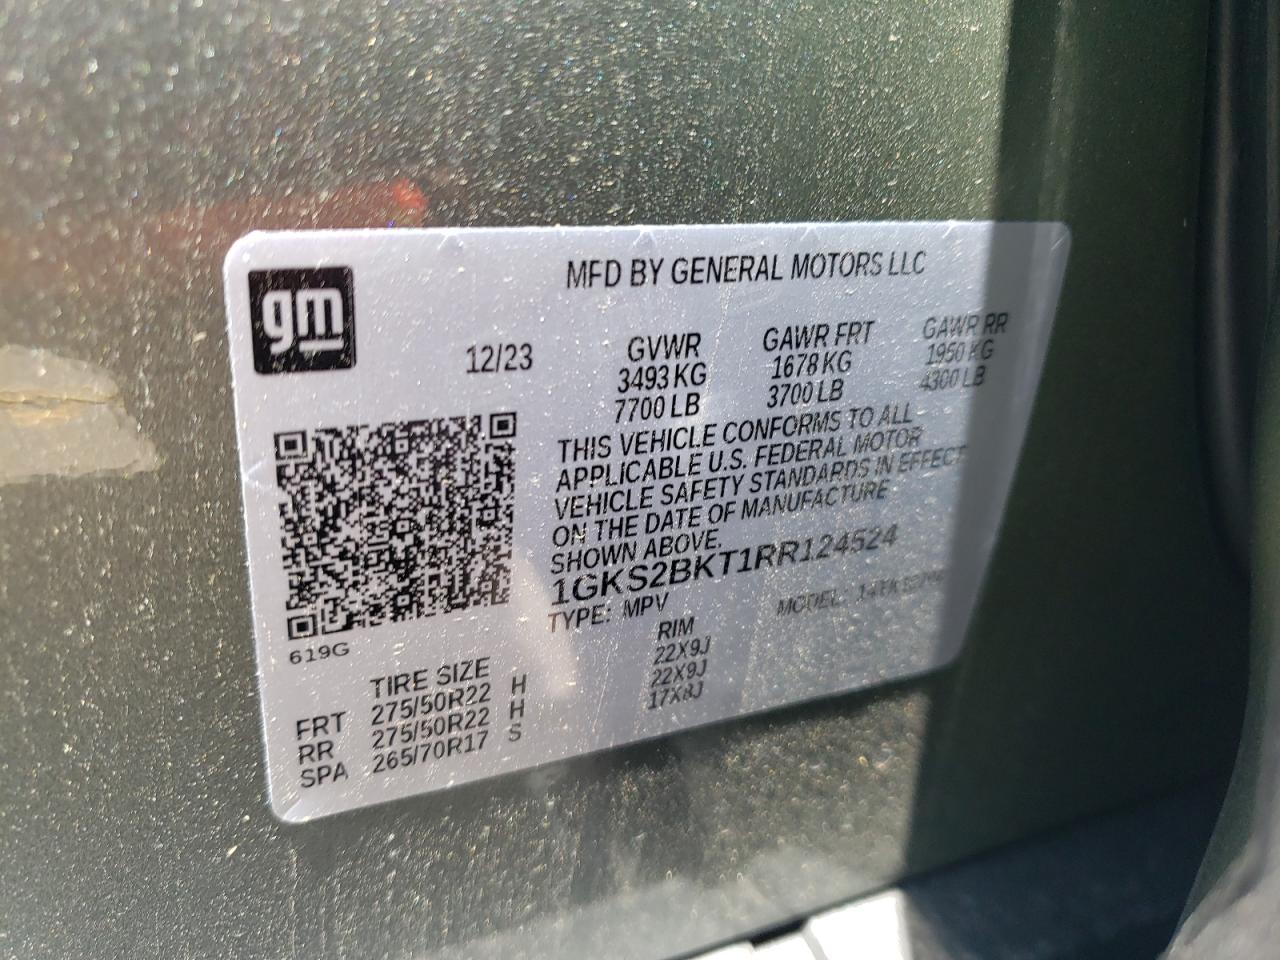 gm
MFD BY GENERAL MOTORS LLC
12/23
GVWR GAWR FRT GAWR RR
3493 KG 1678 KG 1950 KG
7700 LB 3700 LB 4300 LB
THIS VEHICLE CONFORMS TO ALL
APPLICABLE U.S. FEDERAL MOTOR
VEHICLE SAFETY STANDARDS IN EFFECT
ON THE DATE OF MANUFACTURE
SHOWN ABOVE.
1GKS2BKT1RR124524
TYPE: MPV MODEL:
619G
TIRE SIZE RIM
FRT 275/50R22 H 22X9J
RR 275/50R22 H 22X9J
SPA 265/70R17 S 17X8J